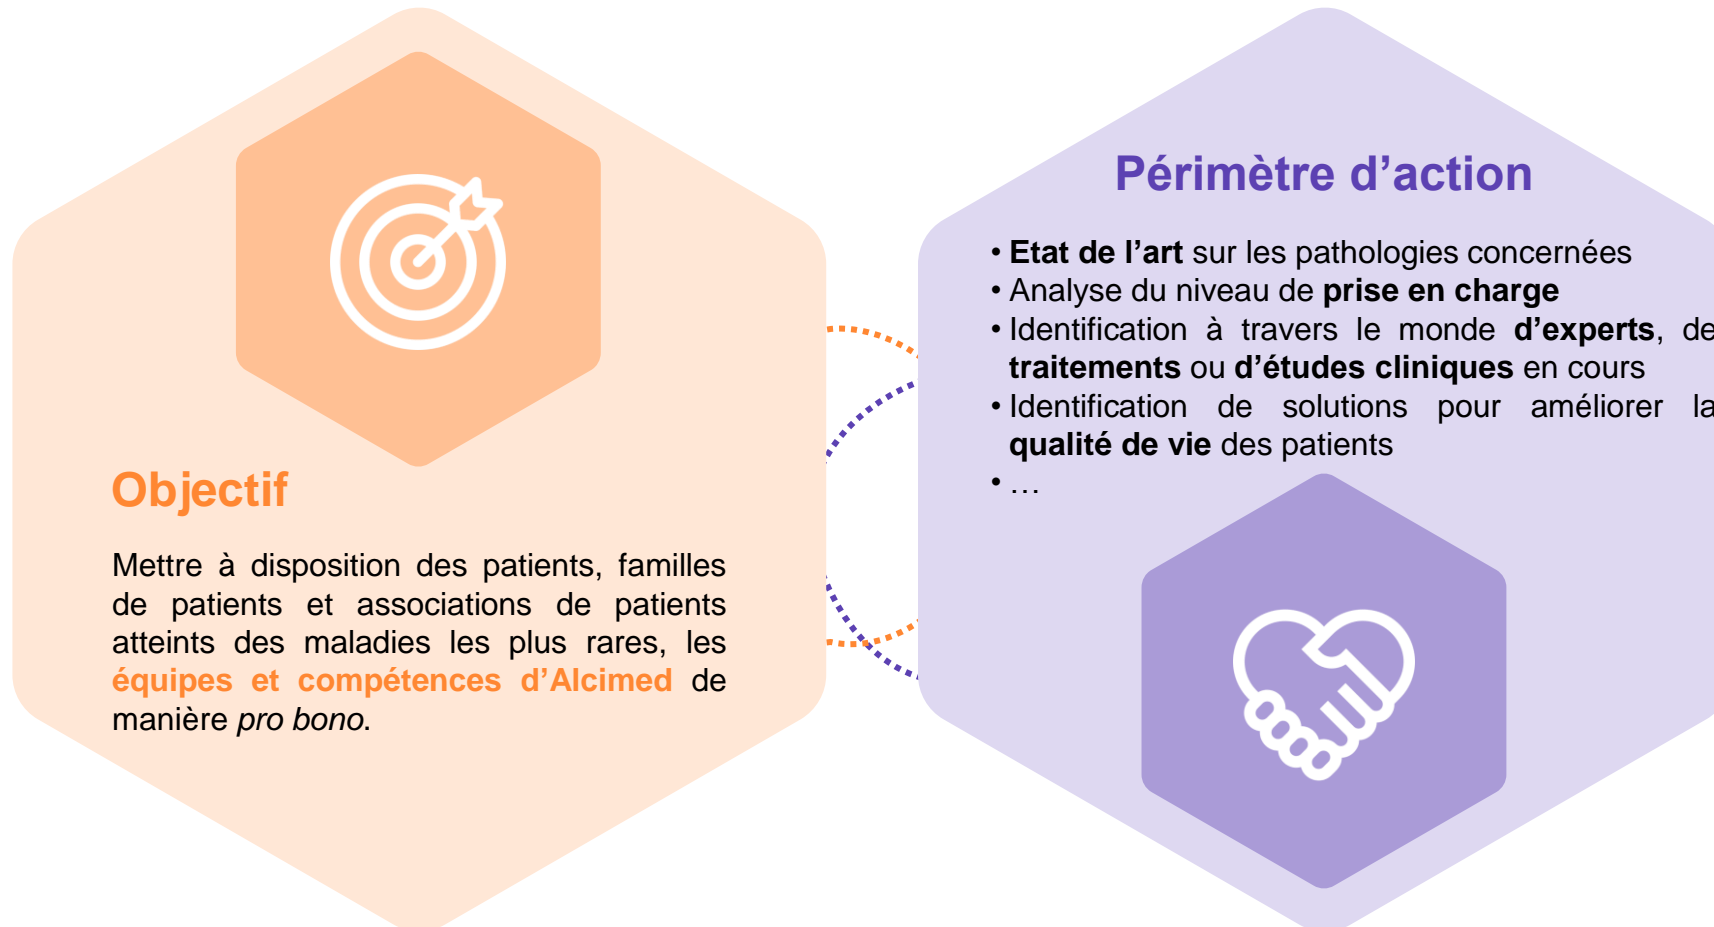 Objectif
Mettre à disposition des patients, familles
de patients et associations de patients
atteints des maladies les plus rares, les
équipes et compétences d’Alcimed de
manière pro bono.
Périmètre d’action
• Etat de l’art sur les pathologies concernées
• Analyse du niveau de prise en charge
• Identification à travers le monde d’experts, de
traitements ou d’études cliniques en cours
• Identification de solutions pour améliorer la
qualité de vie des patients
• …